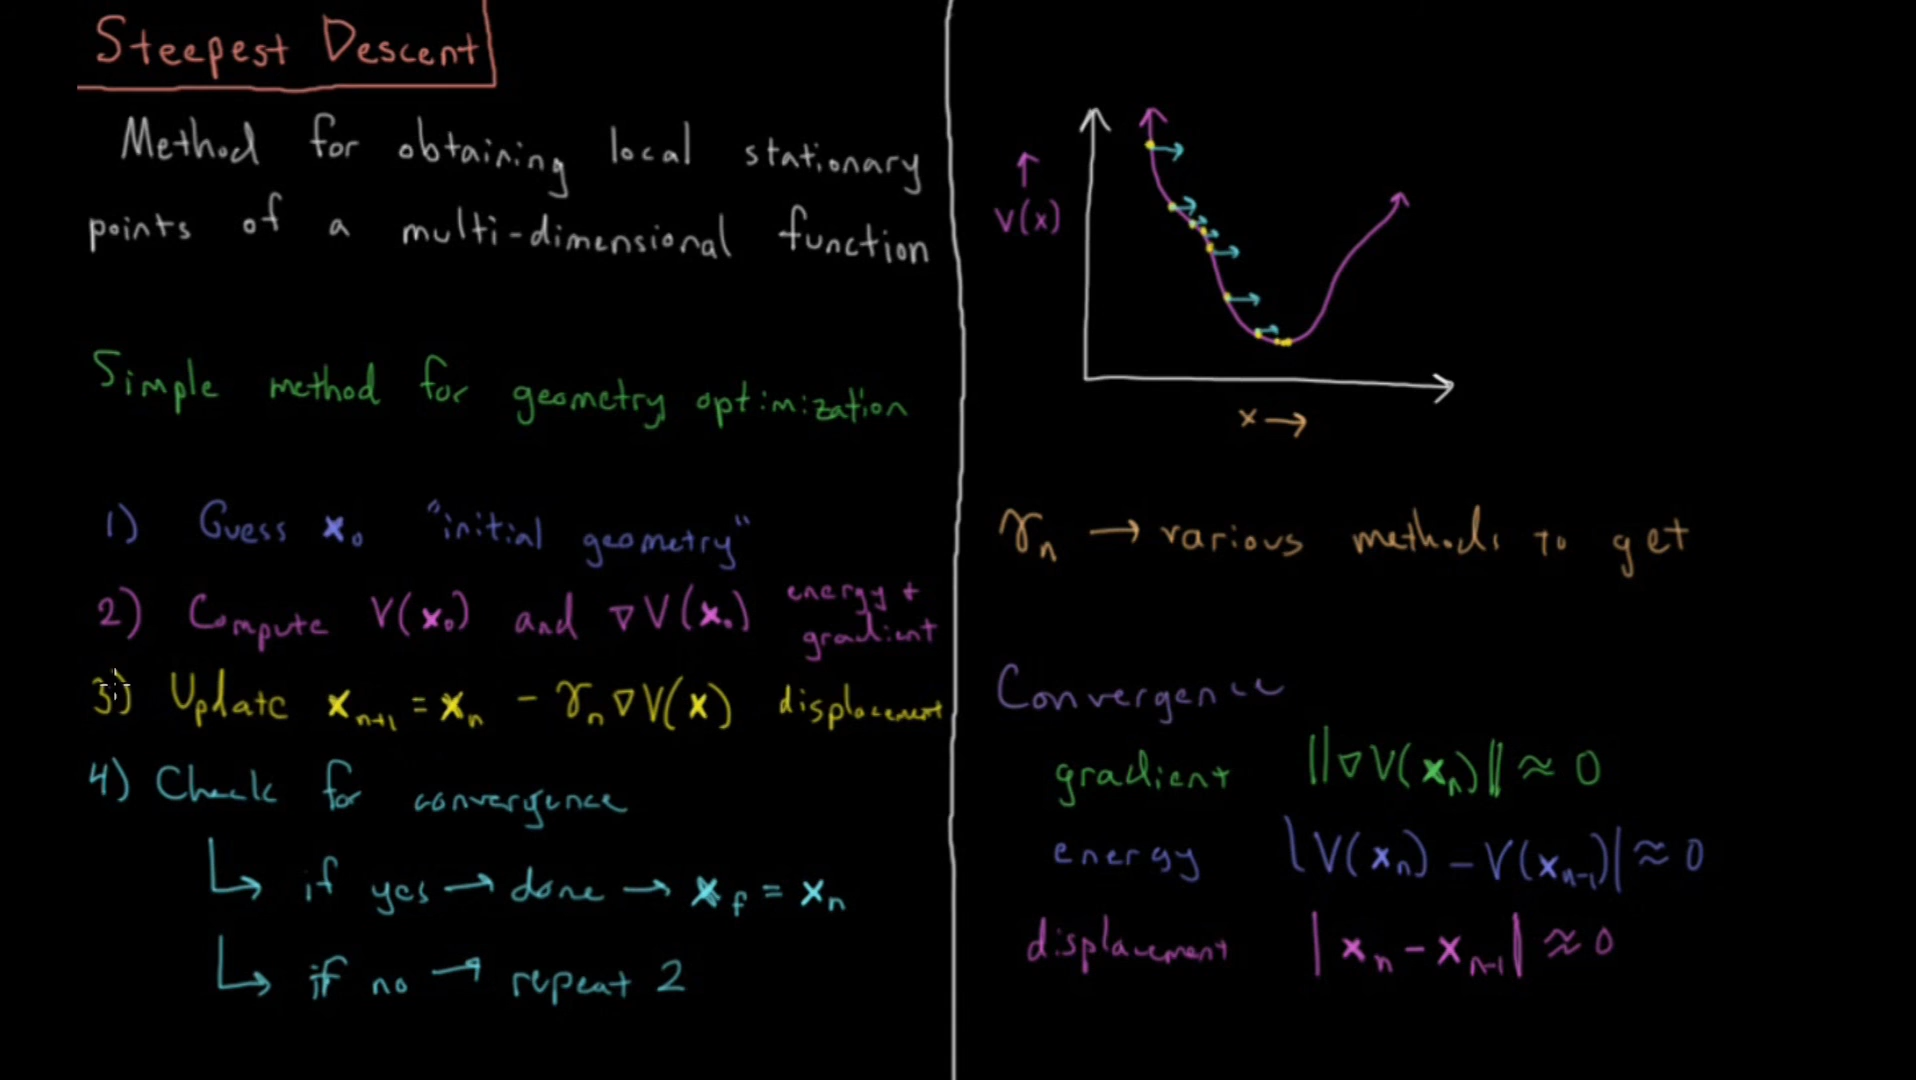 Steepest Descent
Method for obtaining local stationary
points of a multi-dimensional function
Simple method for geometry optimization
1) Guess x₀ "initial geometry"
2) Compute V(x₀) and ∇V(x₀) energy + gradient
3) Update xₙ₊₁ = xₙ - γₙ∇V(x) displacement
4) Check for convergence
↳ if yes → done → x_f = xₙ
↳ if no → repeat 2
↑
V(x)
x →
γₙ → various methods to get
Convergence
gradient ||∇V(xₙ)|| ≈ 0
energy |V(xₙ) - V(xₙ₋₁)| ≈ 0
displacement |xₙ - xₙ₋₁| ≈ 0